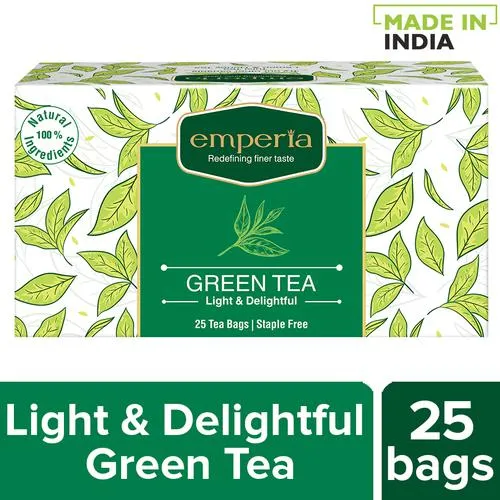 MADE IN
INDIA
Natural
100%
Ingredients
emperia
Redefining finer taste
GREEN TEA
Light & Delightful
25 Tea Bags | Staple Free
Light & Delightful
Green Tea
25
bags